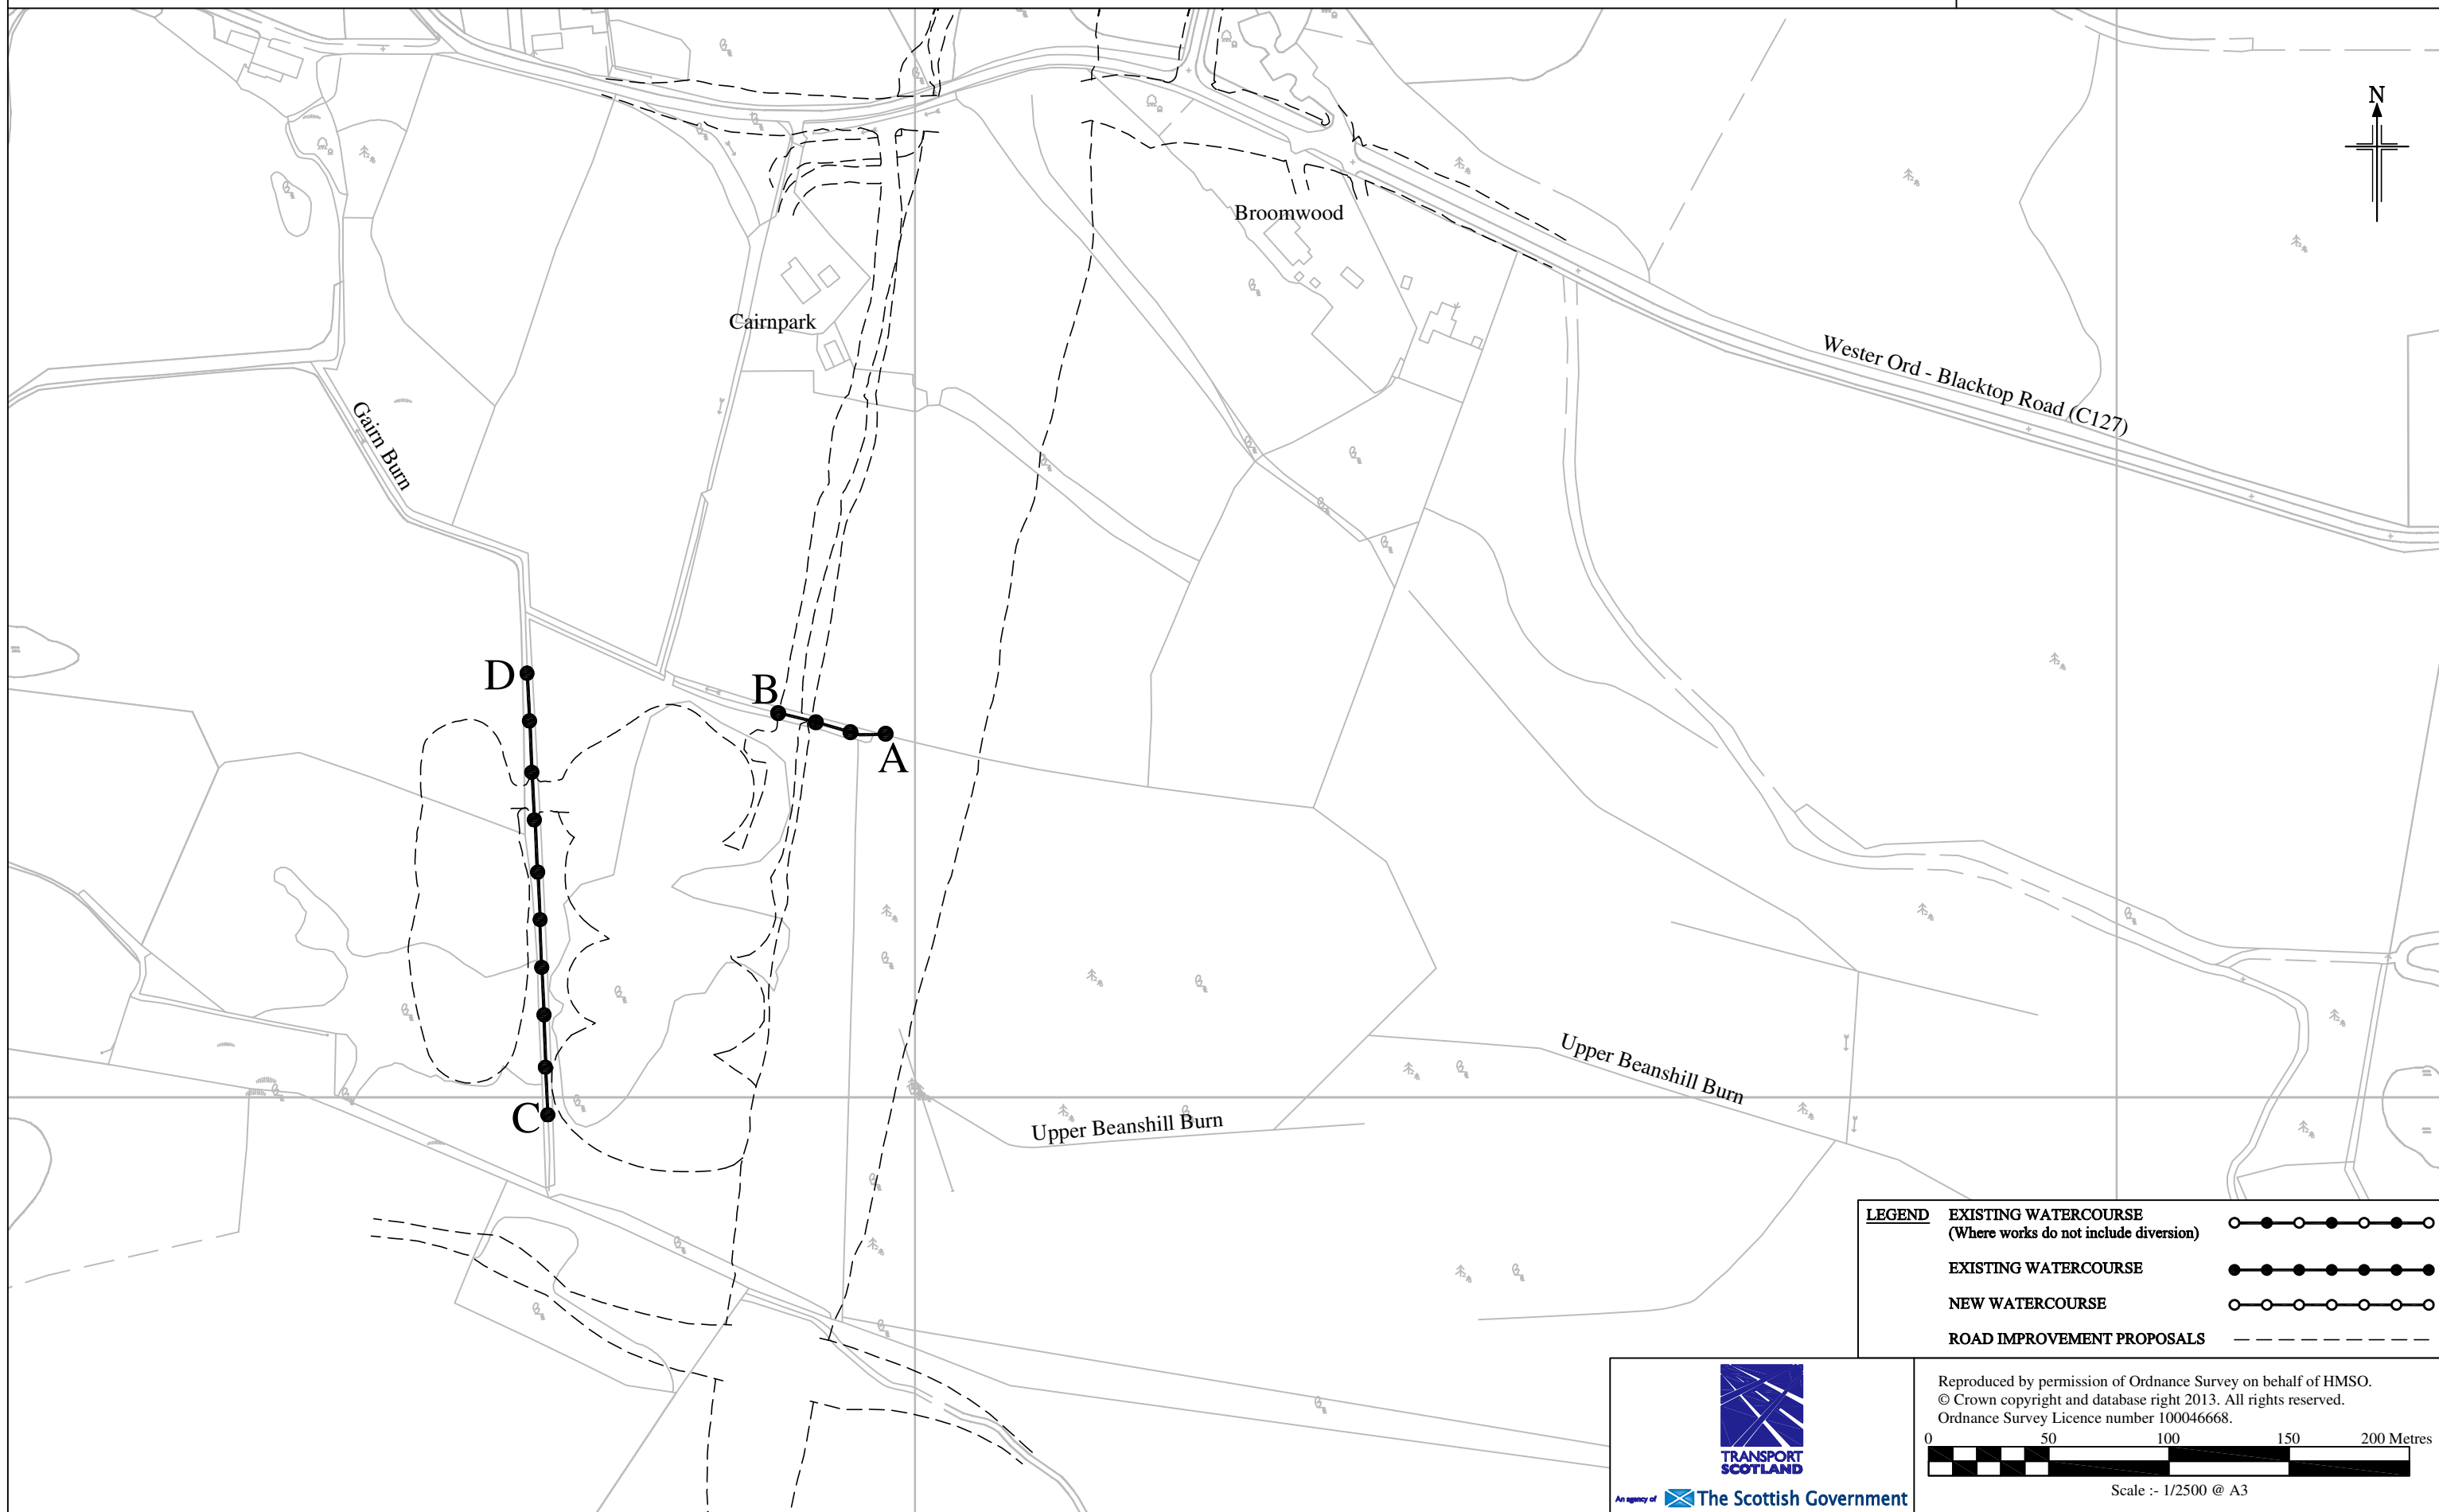 N
Broomwood
Cairnpark
Wester Ord - Blacktop Road (C127)
Gairn Burn
D
B
A
C
Upper Beanshill Burn
Upper Beanshill Burn
LEGEND
EXISTING WATERCOURSE
(Where works do not include diversion)
EXISTING WATERCOURSE
NEW WATERCOURSE
ROAD IMPROVEMENT PROPOSALS
TRANSPORT
SCOTLAND
An agency of The Scottish Government
Reproduced by permission of Ordnance Survey on behalf of HMSO.
© Crown copyright and database right 2013. All rights reserved.
Ordnance Survey Licence number 100046668.
0 50 100 150 200 Metres
Scale :- 1/2500 @ A3